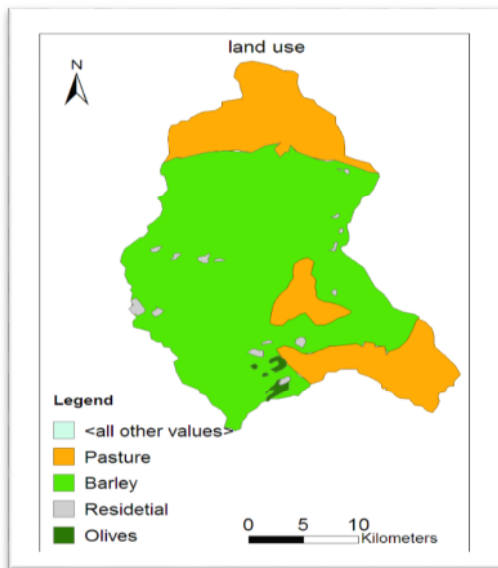 land use
N
Legend
<all other values>
Pasture
Barley
Residetial
Olives
0 5 10
Kilometers